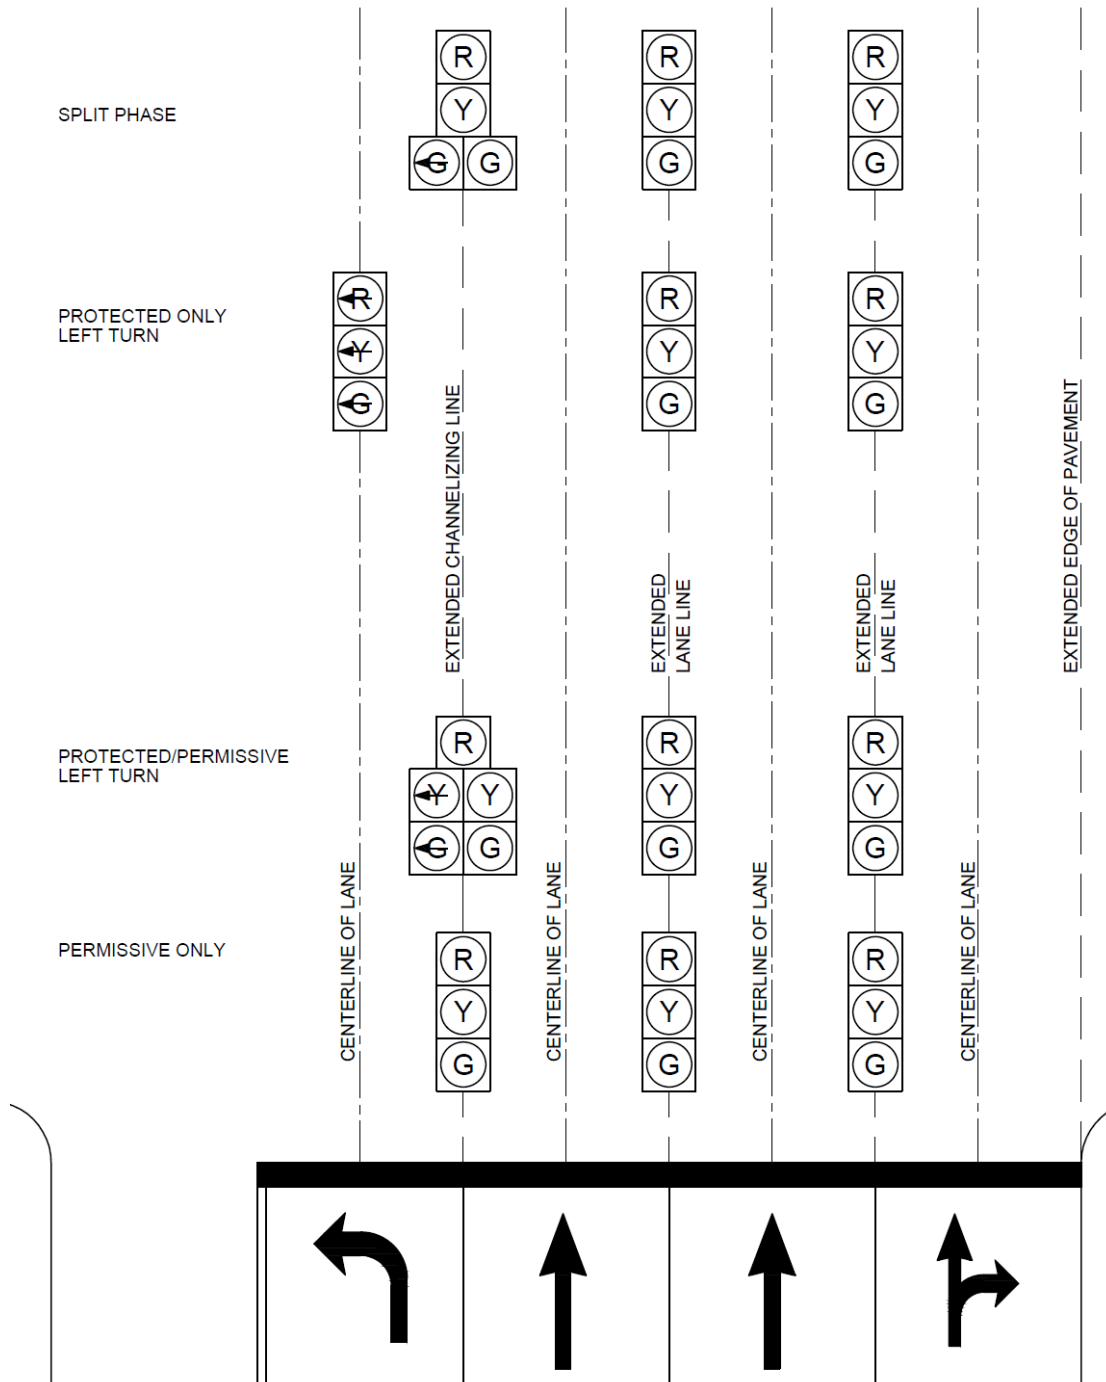 R R R
SPLIT PHASE
Y Y Y
G G G G
R R R
PROTECTED ONLY
LEFT TURN
Y Y Y
G G G
EXTENDED CHANNELIZING LINE
EXTENDED
LANE LINE
EXTENDED
LANE LINE
EXTENDED EDGE OF PAVEMENT
R R R
PROTECTED/PERMISSIVE
LEFT TURN
Y Y Y Y
G G G G
CENTERLINE OF LANE
CENTERLINE OF LANE
CENTERLINE OF LANE
CENTERLINE OF LANE
PERMISSIVE ONLY
R R R
Y Y Y
G G G